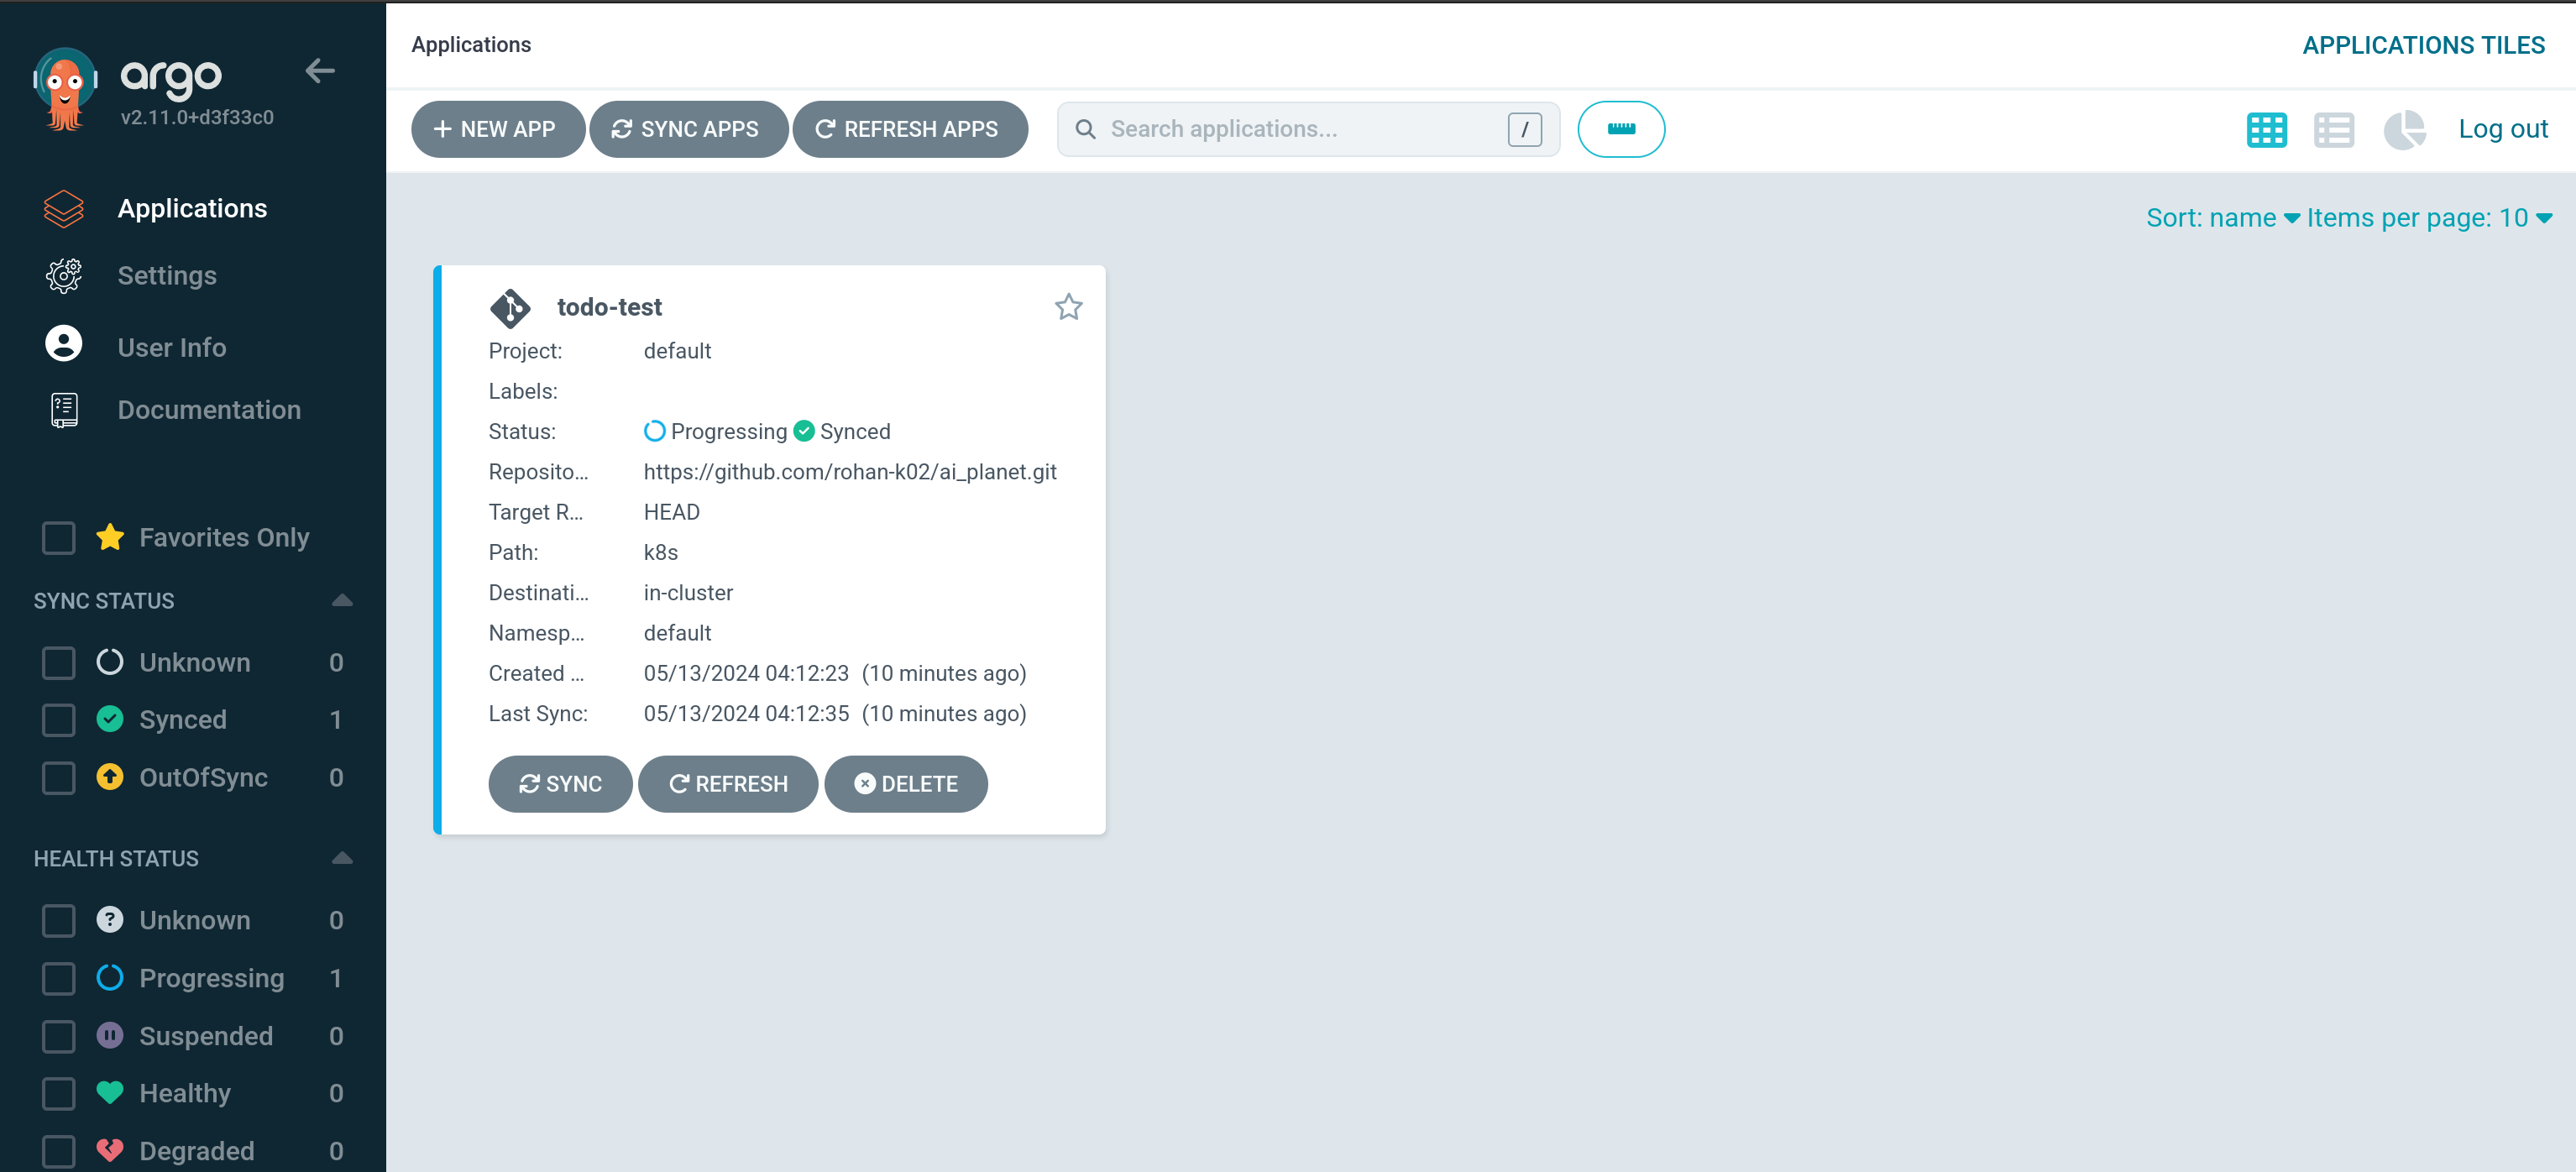 argo
v2.11.0+d3f33c0
Applications
Settings
User Info
Documentation
Favorites Only
SYNC STATUS
Unknown 0
Synced 1
OutOfSync 0
HEALTH STATUS
Unknown 0
Progressing 1
Suspended 0
Healthy 0
Degraded 0
Applications
APPLICATIONS TILES
NEW APP SYNC APPS REFRESH APPS Search applications... / Log out
Sort: name Items per page: 10
todo-test
Project: default
Labels:
Status: Progressing Synced
Reposito... https://github.com/rohan-k02/ai_planet.git
Target R... HEAD
Path: k8s
Destinati... in-cluster
Namesp... default
Created ... 05/13/2024 04:12:23 (10 minutes ago)
Last Sync: 05/13/2024 04:12:35 (10 minutes ago)
SYNC REFRESH DELETE